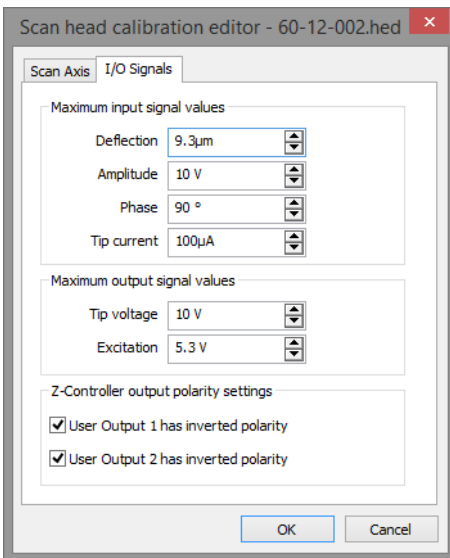 Scan head calibration editor - 60-12-002.hed
Scan Axis I/O Signals
Maximum input signal values
Deflection 9.3µm
Amplitude 10 V
Phase 90 °
Tip current 100µA
Maximum output signal values
Tip voltage 10 V
Excitation 5.3 V
Z-Controller output polarity settings
User Output 1 has inverted polarity
User Output 2 has inverted polarity
OK Cancel